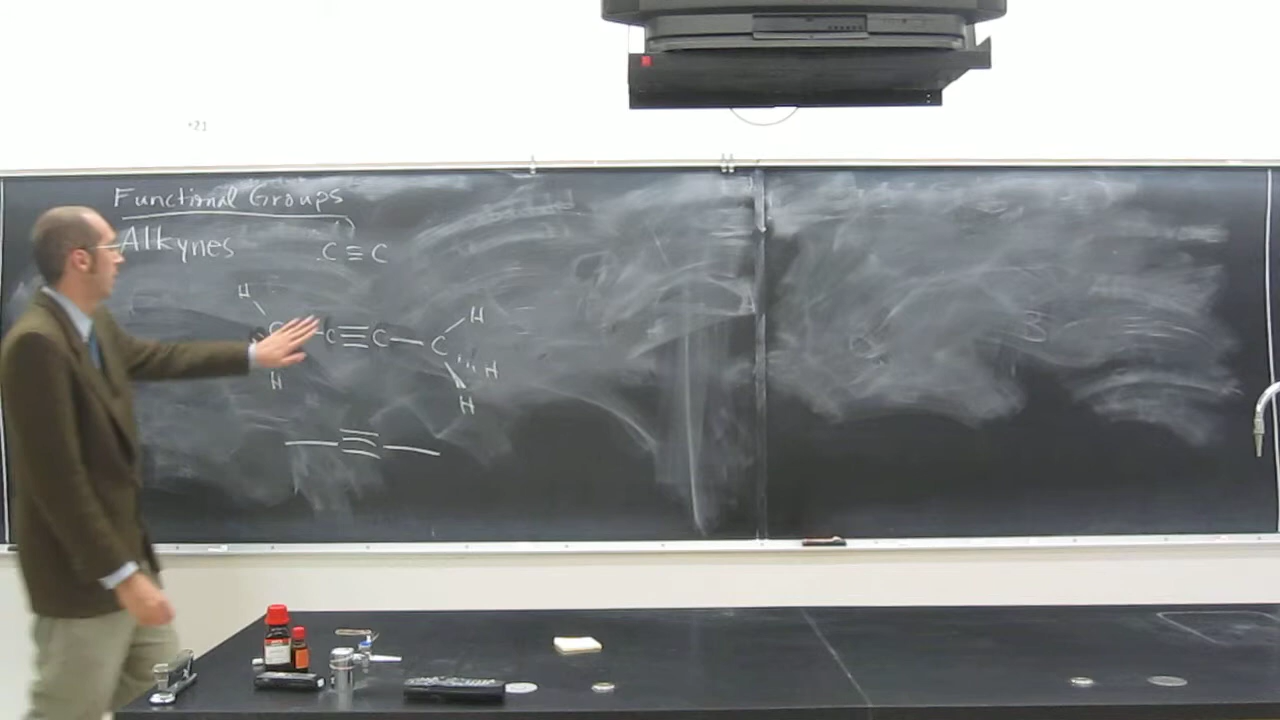 Functional Groups
Alkynes C≡C
H
C C≡C—C H
H H
H